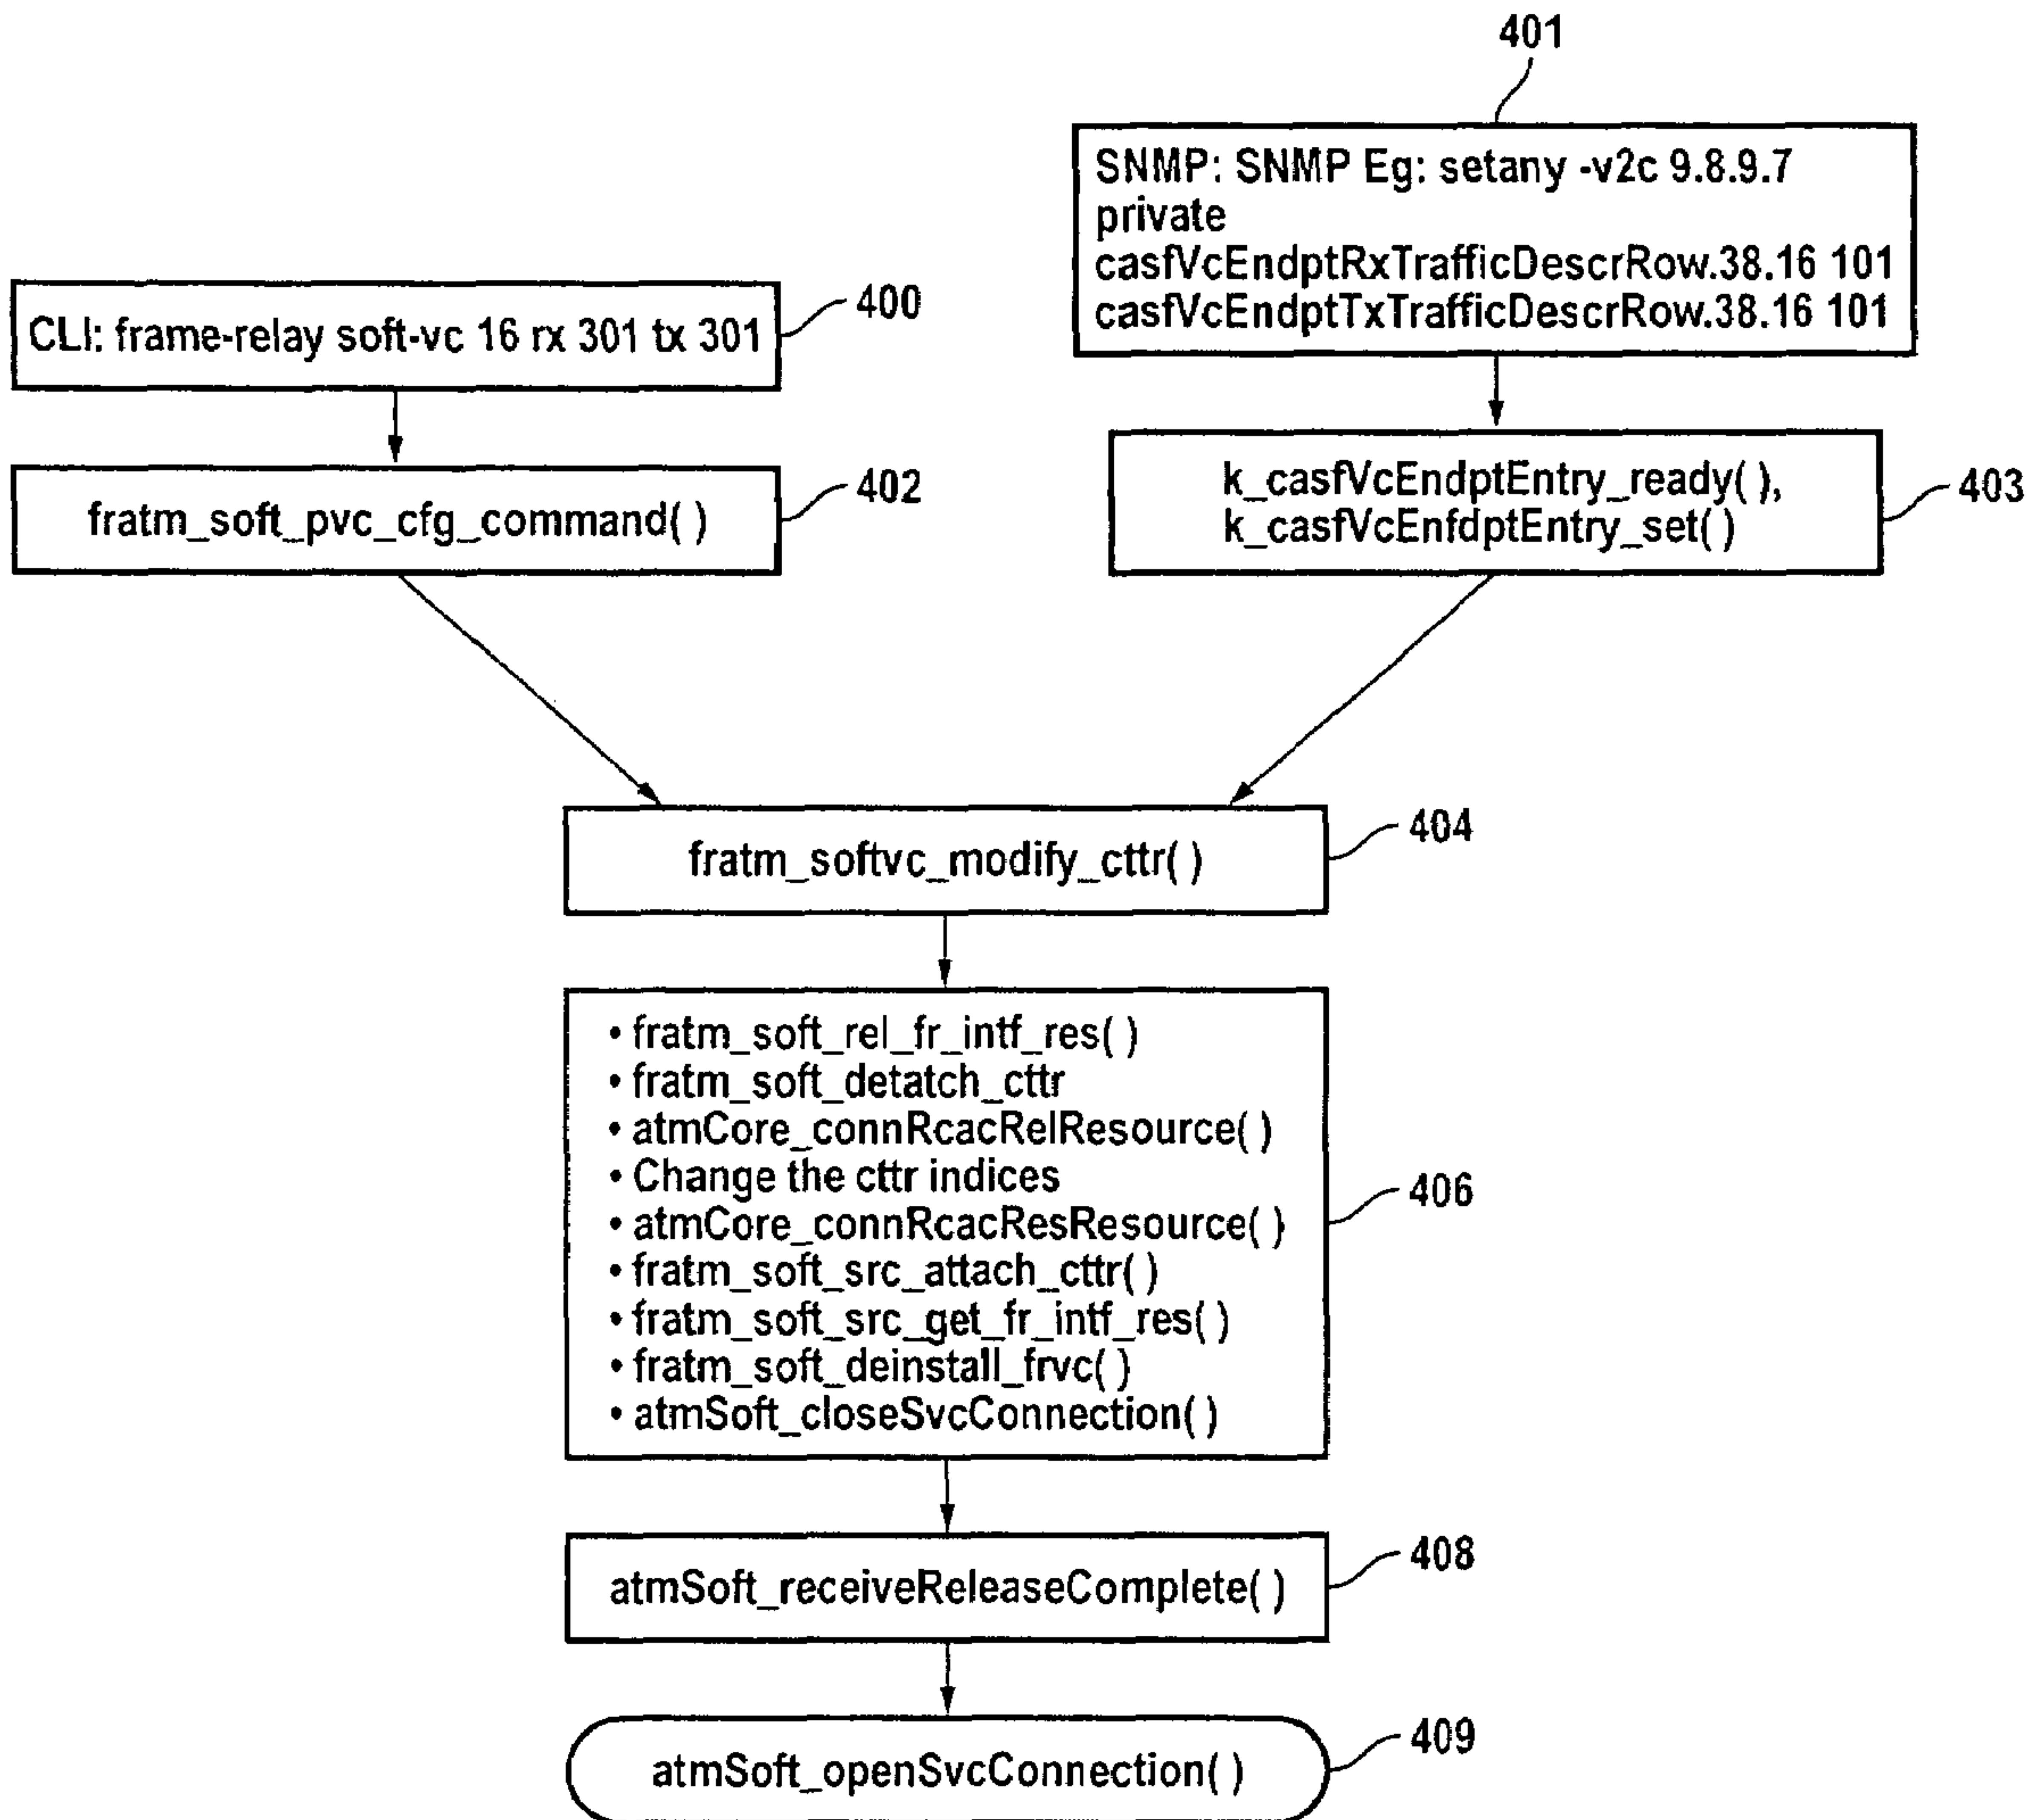 401
SNMP: SNMP Eg: setany -v2c 9.8.9.7
private
casfVcEndptRxTrafficDescrRow.38.16 101
casfVcEndptTxTrafficDescrRow.38.16 101
CLI: frame-relay soft-vc 16 rx 301 tx 301
400
fratm_soft_pvc_cfg_command( )
402
k_casfVcEndptEntry_ready( ),
k_casfVcEnfdptEntry_set( )
403
fratm_softvc_modify_cttr( )
404
• fratm_soft_rel_fr_intf_res( )
• fratm_soft_detatch_cttr
• atmCore_connRcacRelResource( )
• Change the cttr indices
• atmCore_connRcacResResource( )
• fratm_soft_src_attach_cttr( )
• fratm_soft_src_get_fr_intf_res( )
• fratm_soft_deinstall_frvc( )
• atmSoft_closeSvcConnection( )
406
atmSoft_receiveReleaseComplete( )
408
atmSoft_openSvcConnection( )
409